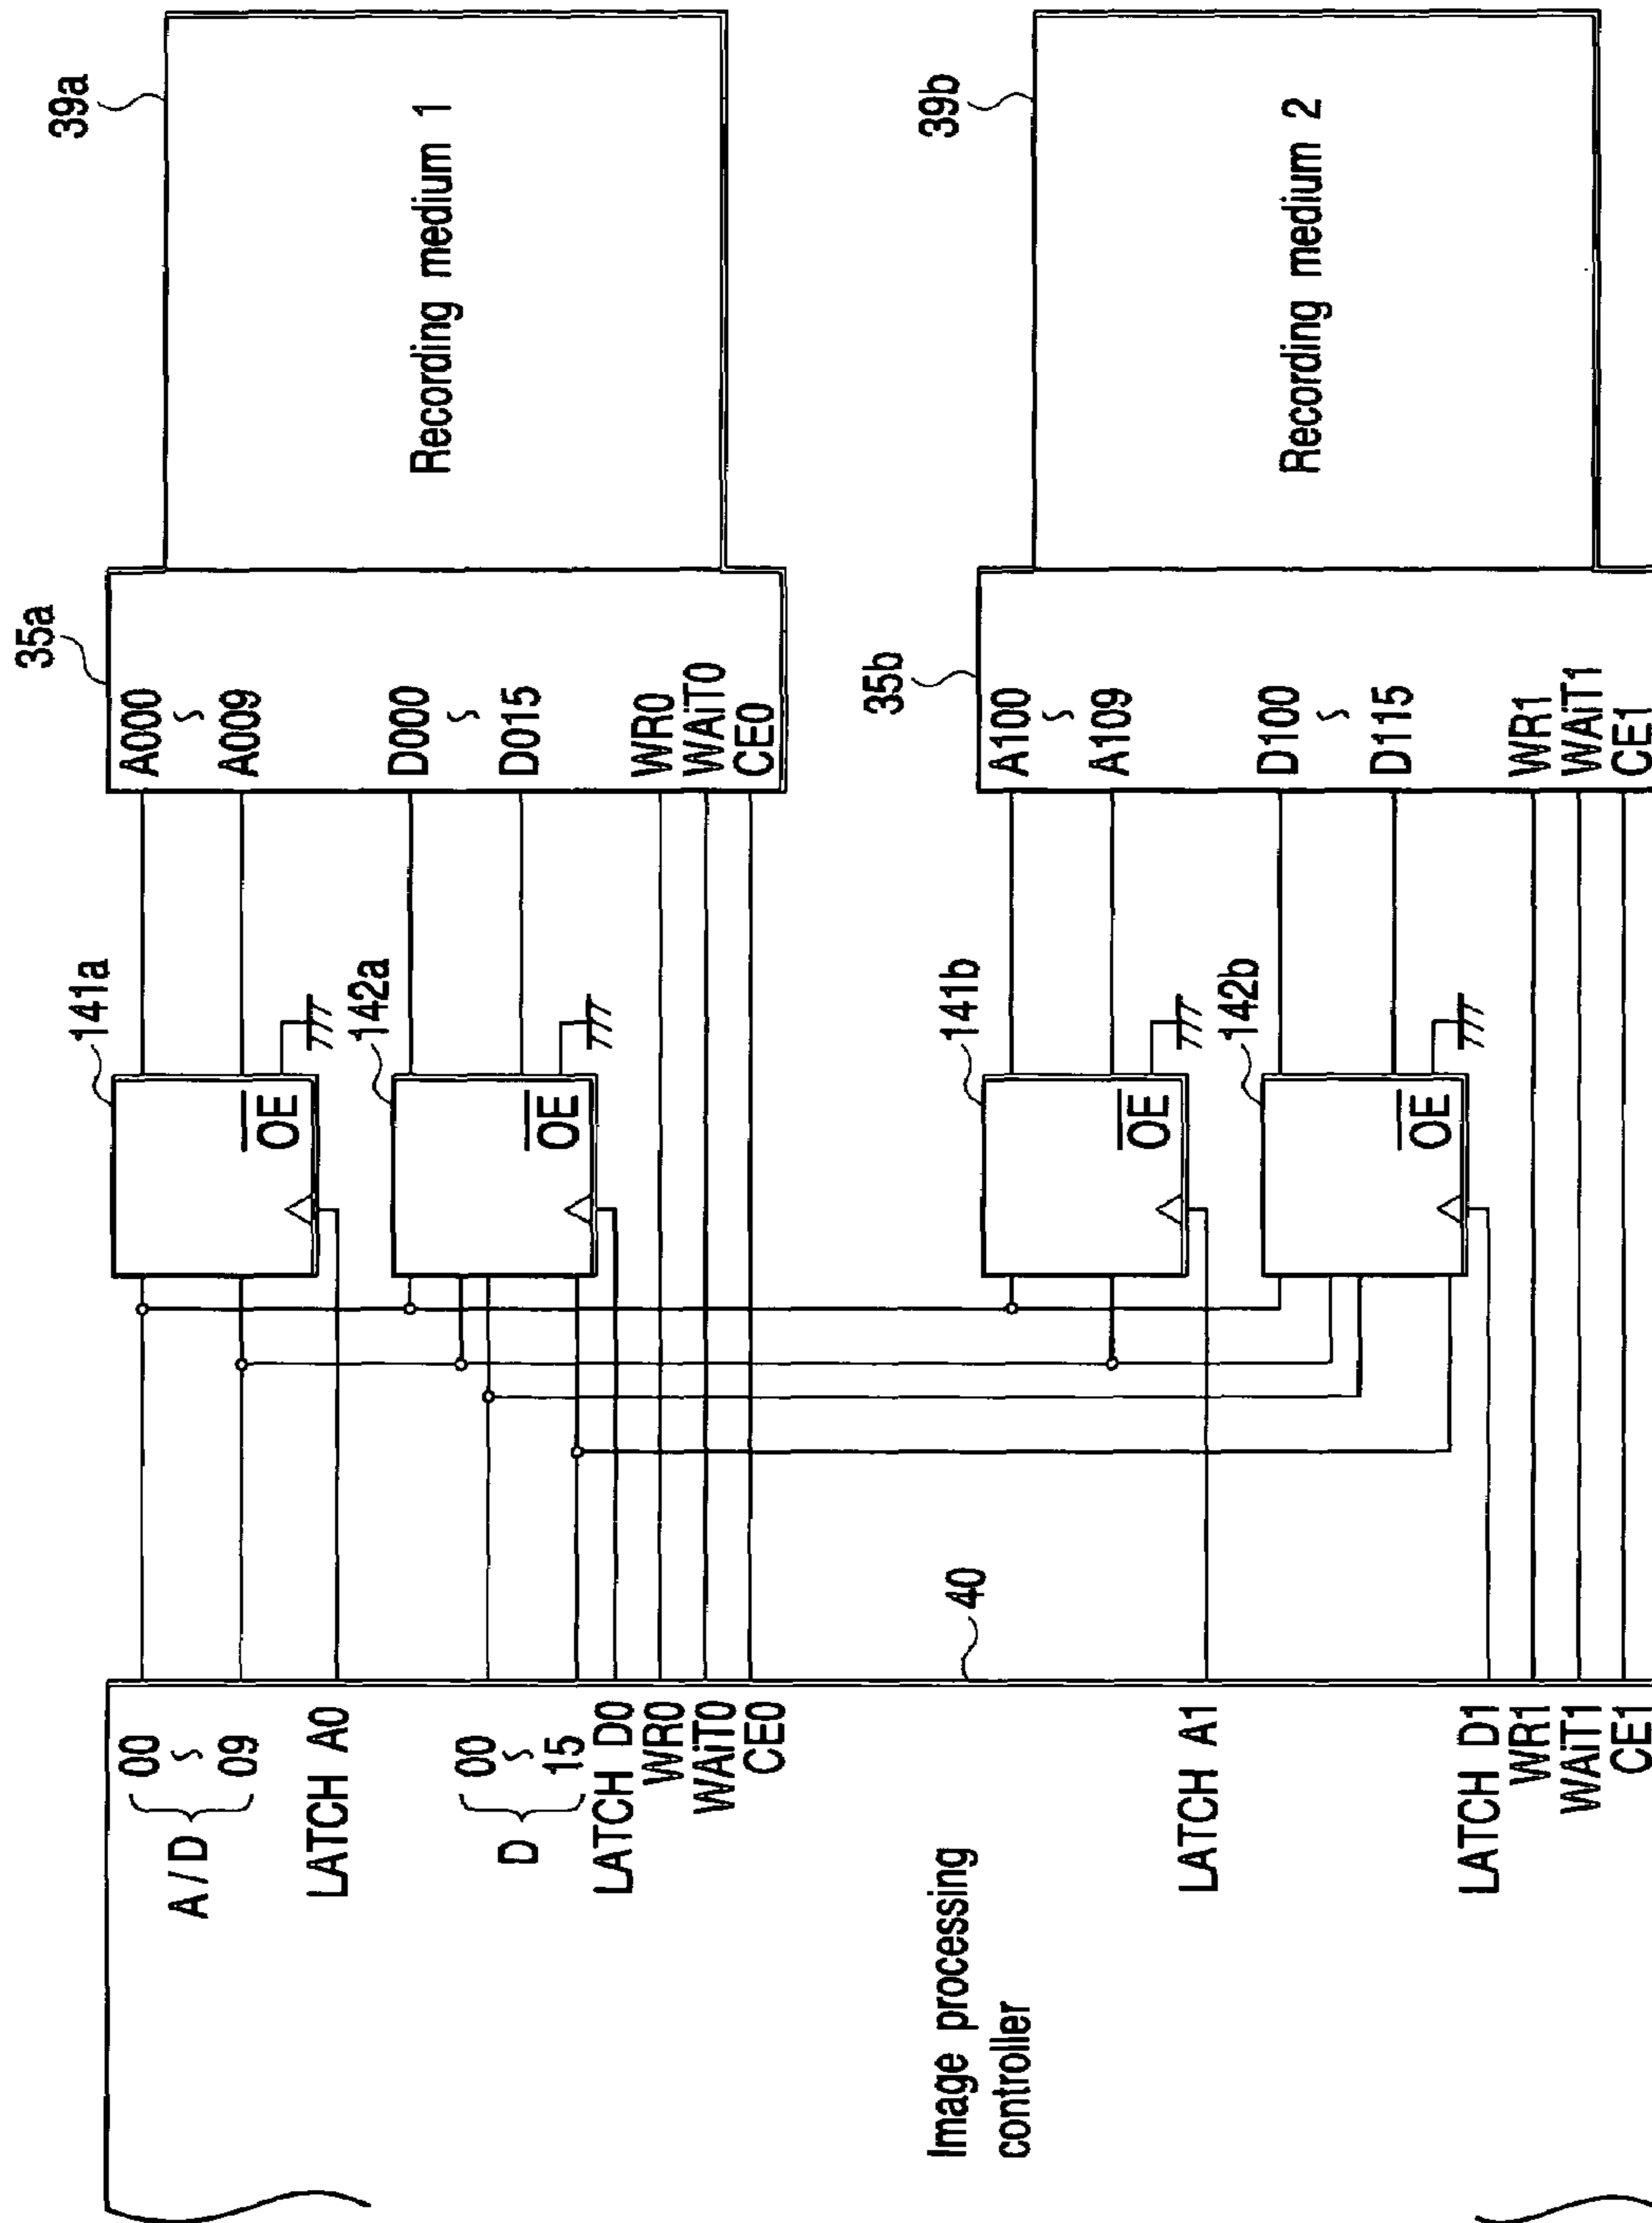 39a
Recording medium 1
35a
A000
∽
A009
D000
∽
D015
WR0
WAiT0
CE0
141a
OE
142a
OE
A/D
00
∽
09
LATCH A0
D
00
∽
15
LATCH D0
WR0
WAiT0
CE0
40
Image processing
controller
39b
Recording medium 2
35b
A100
∽
A109
D100
∽
D115
WR1
WAiT1
CE1
141b
OE
142b
OE
LATCH A1
LATCH D1
WR1
WAiT1
CE1